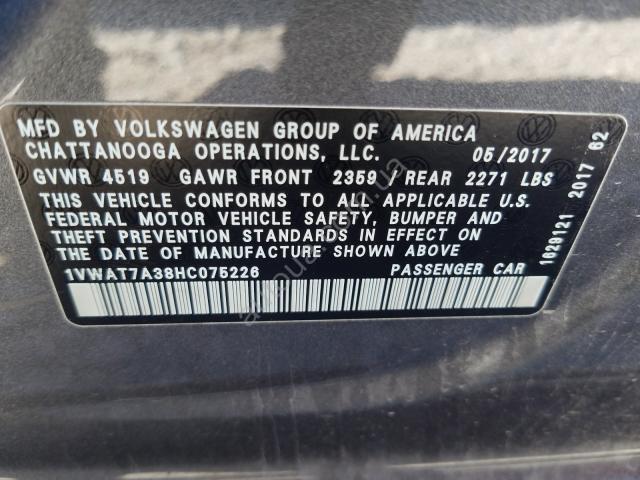 MFD BY VOLKSWAGEN GROUP OF AMERICA
CHATTANOOGA OPERATIONS, LLC. 05/2017
GVWR 4519 GAWR FRONT 2359/REAR 2271 LBS
THIS VEHICLE CONFORMS TO ALL APPLICABLE U.S.
FEDERAL MOTOR VEHICLE SAFETY, BUMPER AND
THEFT PREVENTION STANDARDS IN EFFECT ON
THE DATE OF MANUFACTURE SHOWN ABOVE
1VWAT7A38HC075226 PASSENGER CAR
1629121 2017 62